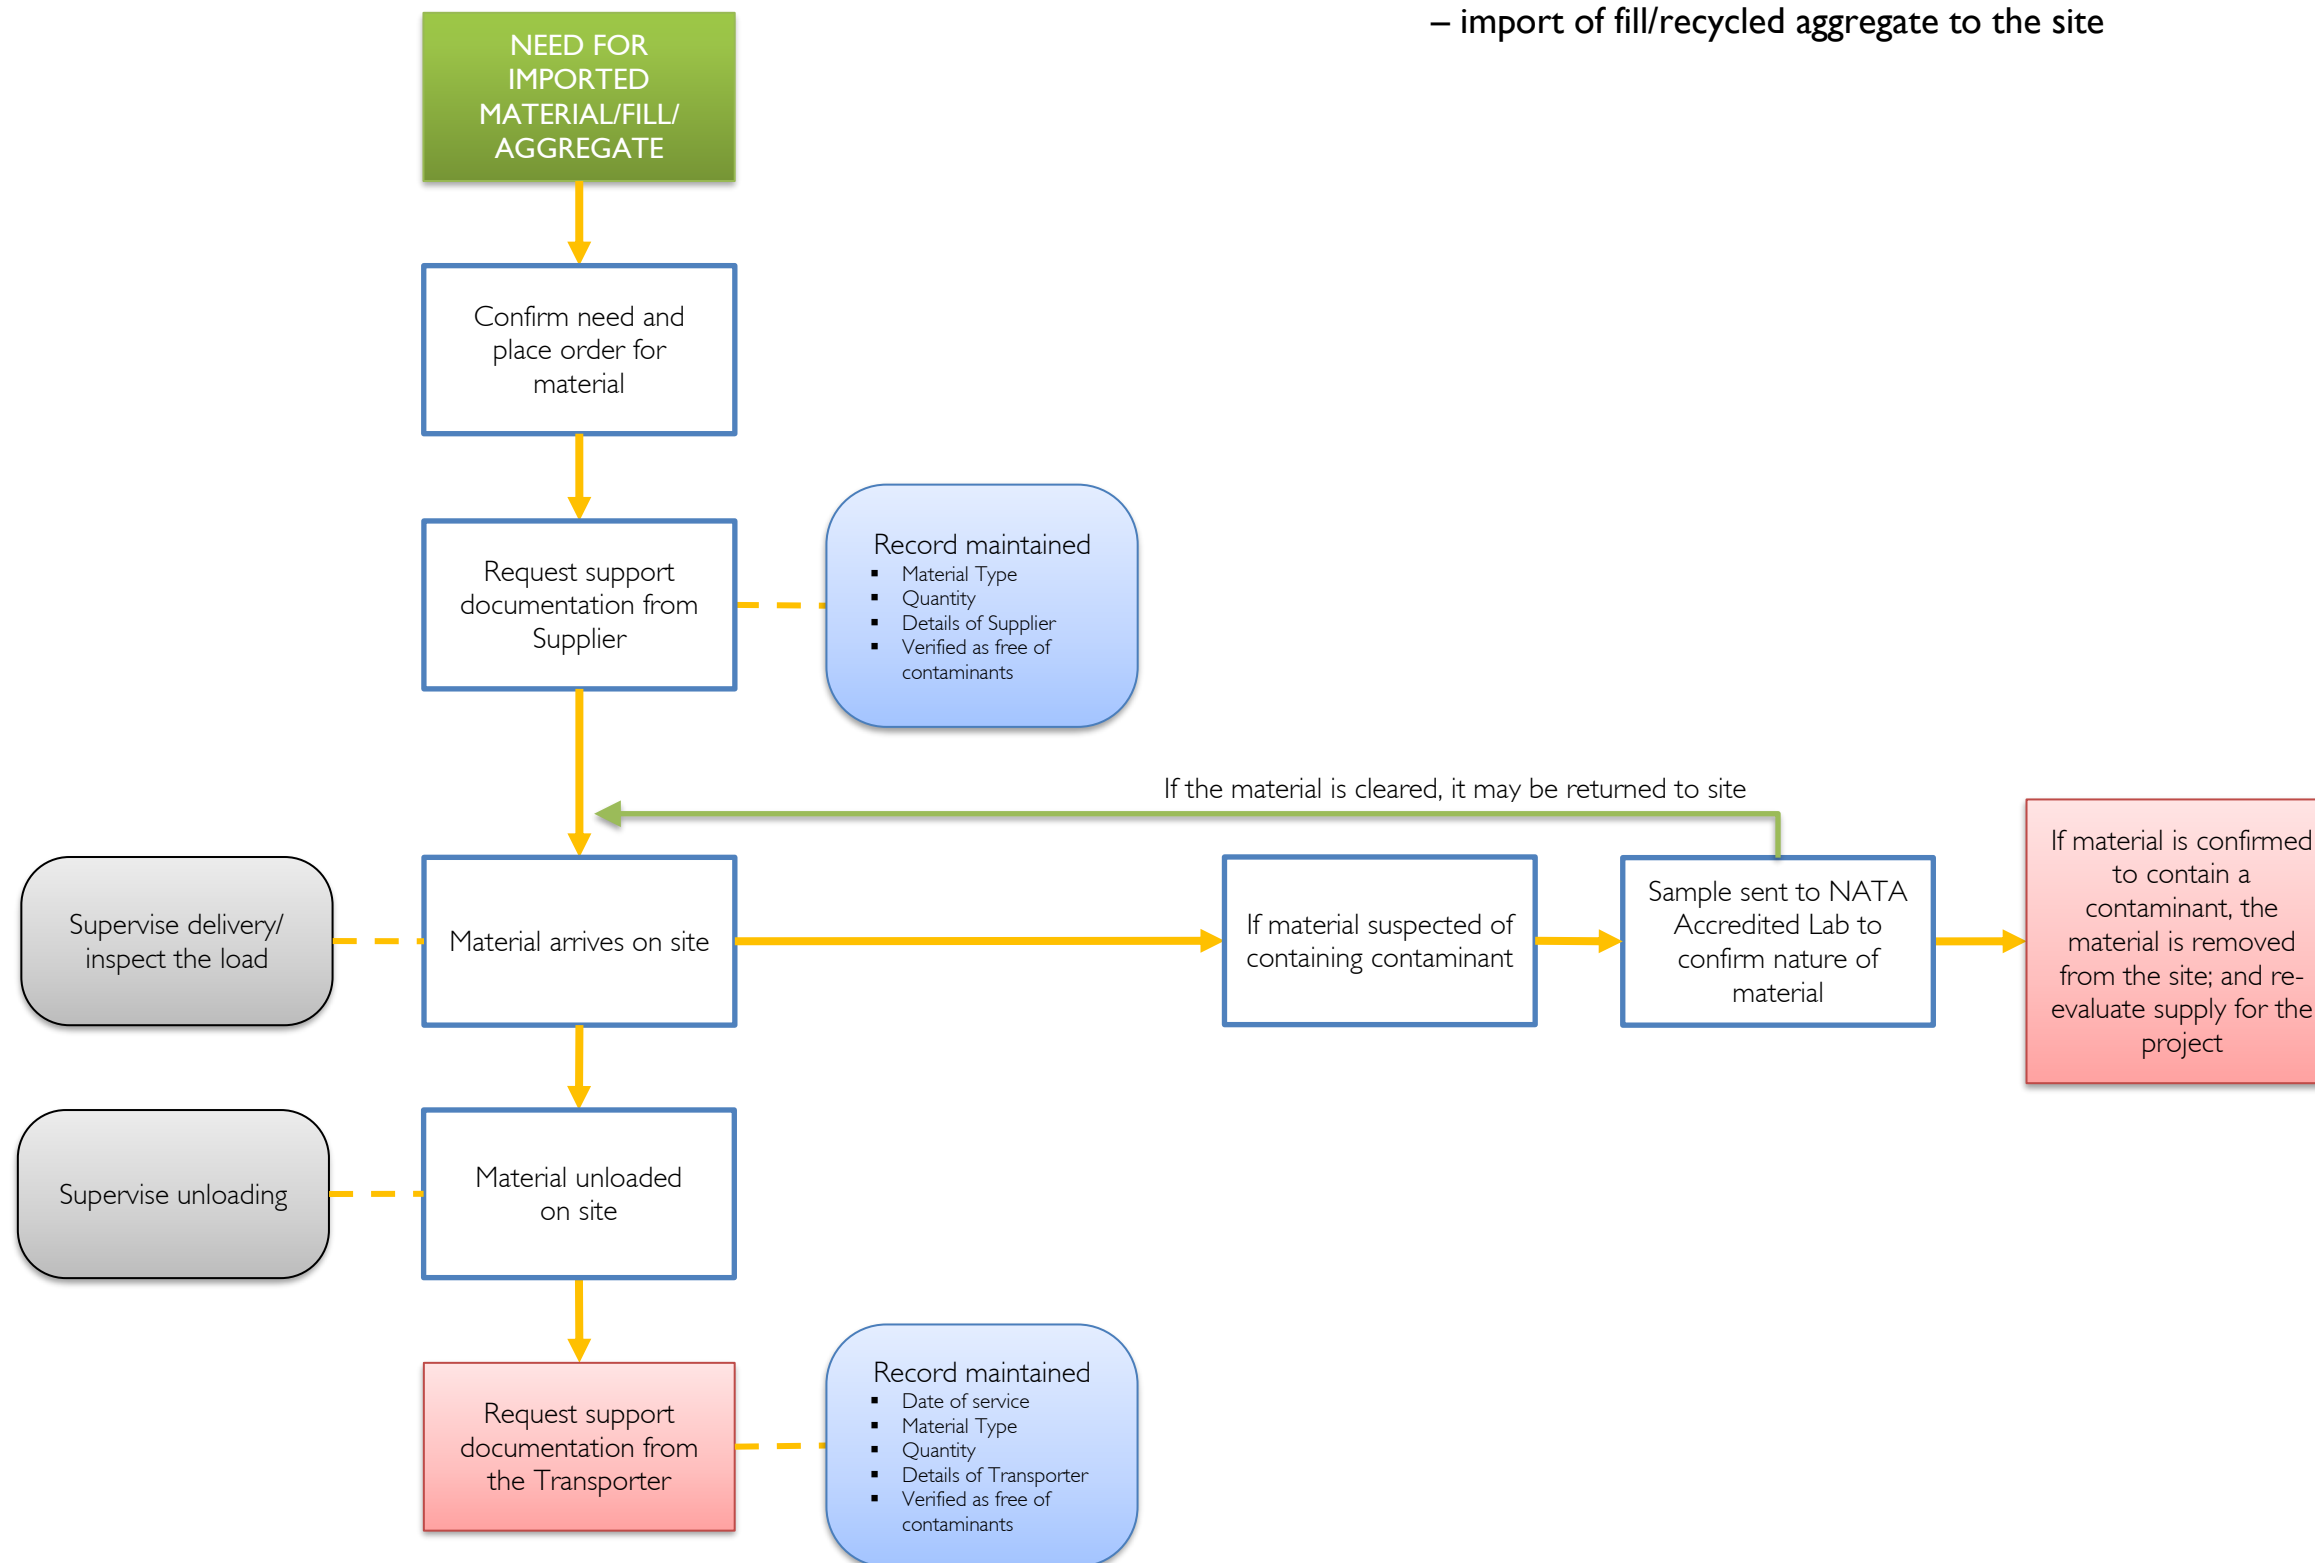 – import of fill/recycled aggregate to the site
NEED FOR
IMPORTED
MATERIAL/FILL/
AGGREGATE
Confirm need and
place order for
material
Request support
documentation from
Supplier
Record maintained
▪ Material Type
▪ Quantity
▪ Details of Supplier
▪ Verified as free of
contaminants
If the material is cleared, it may be returned to site
Supervise delivery/
inspect the load
Material arrives on site
If material suspected of
containing contaminant
Sample sent to NATA
Accredited Lab to
confirm nature of
material
If material is confirmed
to contain a
contaminant, the
material is removed
from the site; and re-
evaluate supply for the
project
Supervise unloading
Material unloaded
on site
Request support
documentation from
the Transporter
Record maintained
▪ Date of service
▪ Material Type
▪ Quantity
▪ Details of Transporter
▪ Verified as free of
contaminants